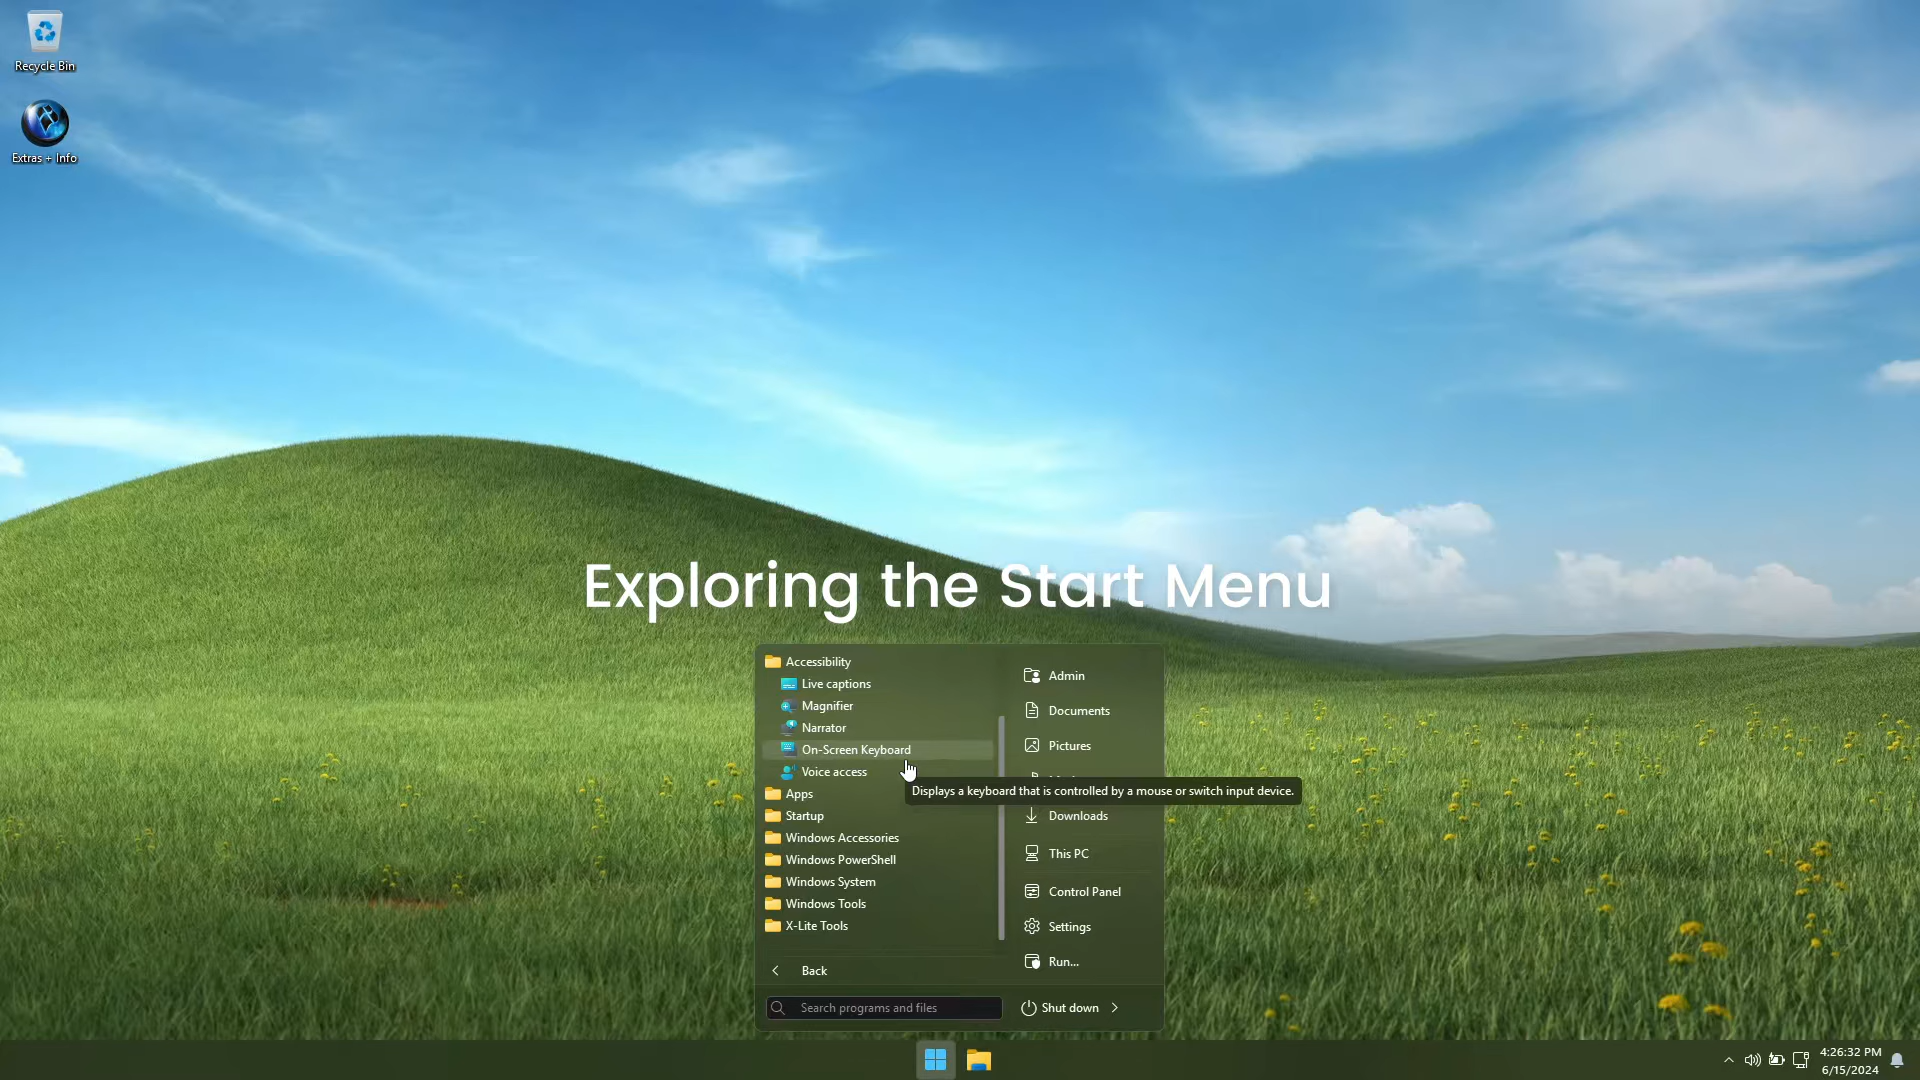 Recycle Bin
Extras + Info
Exploring the Start Menu
Accessibility
Live captions
Magnifier
Narrator
On-Screen Keyboard
Voice access
Apps
Startup
Windows Accessories
Windows PowerShell
Windows System
Windows Tools
X-Lite Tools
Back
Search programs and files
Admin
Documents
Pictures
Displays a keyboard that is controlled by a mouse or switch input device.
Downloads
This PC
Control Panel
Settings
Run...
Shut down
4:26:32 PM
6/15/2024